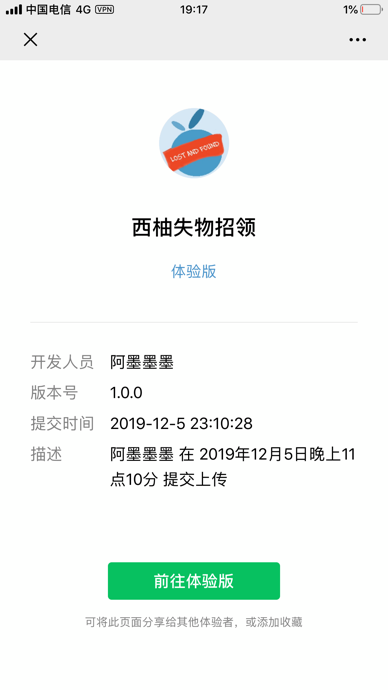 中国电信 4G VPN 19:17 1%
LOST AND FOUND
西柚失物招领
体验版
开发人员 阿墨墨墨
版本号 1.0.0
提交时间 2019-12-5 23:10:28
描述 阿墨墨墨 在 2019年12月5日晚上11
点10分 提交上传
前往体验版
可将此页面分享给其他体验者，或添加收藏